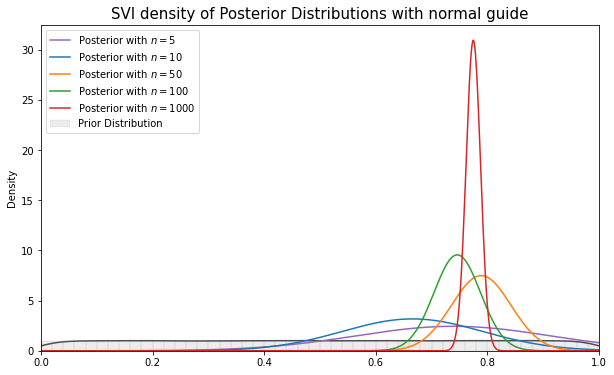 SVI density of Posterior Distributions with normal guide
Posterior with n = 5
Posterior with n = 10
Posterior with n = 50
Posterior with n = 100
Posterior with n = 1000
Prior Distribution
Density
30
25
20
15
10
5
0
0.0 0.2 0.4 0.6 0.8 1.0